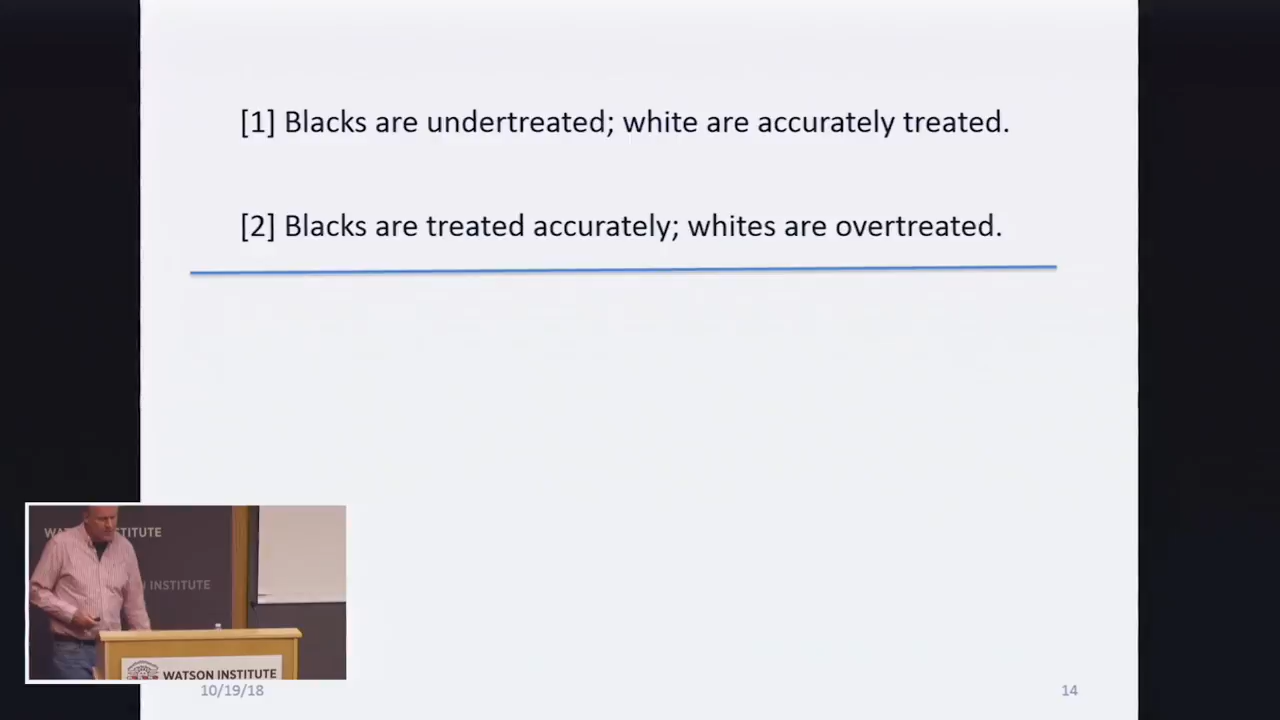 [1] Blacks are undertreated; white are accurately treated.
[2] Blacks are treated accurately; whites are overtreated.
INSTITUTE
WATSON INSTITUTE
10/19/18
14